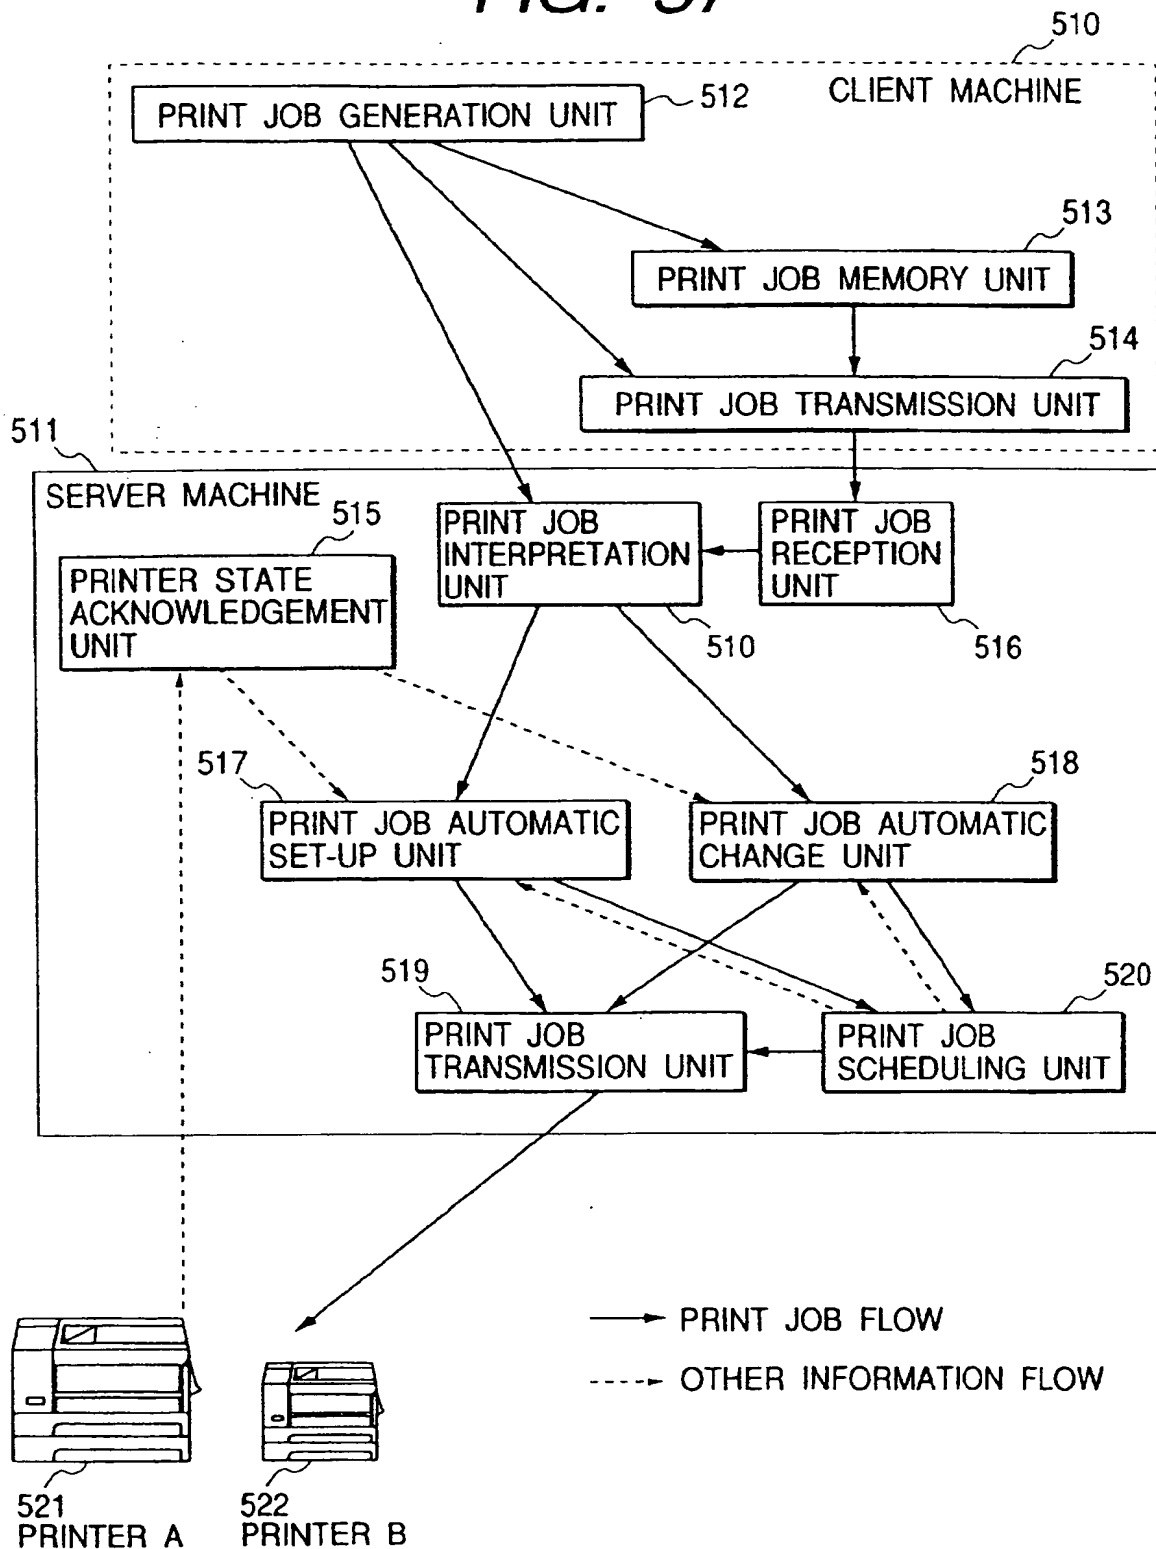 FIG. 37
510
CLIENT MACHINE
PRINT JOB GENERATION UNIT
512
513
PRINT JOB MEMORY UNIT
514
PRINT JOB TRANSMISSION UNIT
511
SERVER MACHINE
515
PRINTER STATE
ACKNOWLEDGEMENT
UNIT
PRINT JOB
INTERPRETATION
UNIT
510
PRINT JOB
RECEPTION
UNIT
516
517
PRINT JOB AUTOMATIC
SET-UP UNIT
518
PRINT JOB AUTOMATIC
CHANGE UNIT
519
PRINT JOB
TRANSMISSION UNIT
520
PRINT JOB
SCHEDULING UNIT
PRINT JOB FLOW
OTHER INFORMATION FLOW
521
PRINTER A
522
PRINTER B